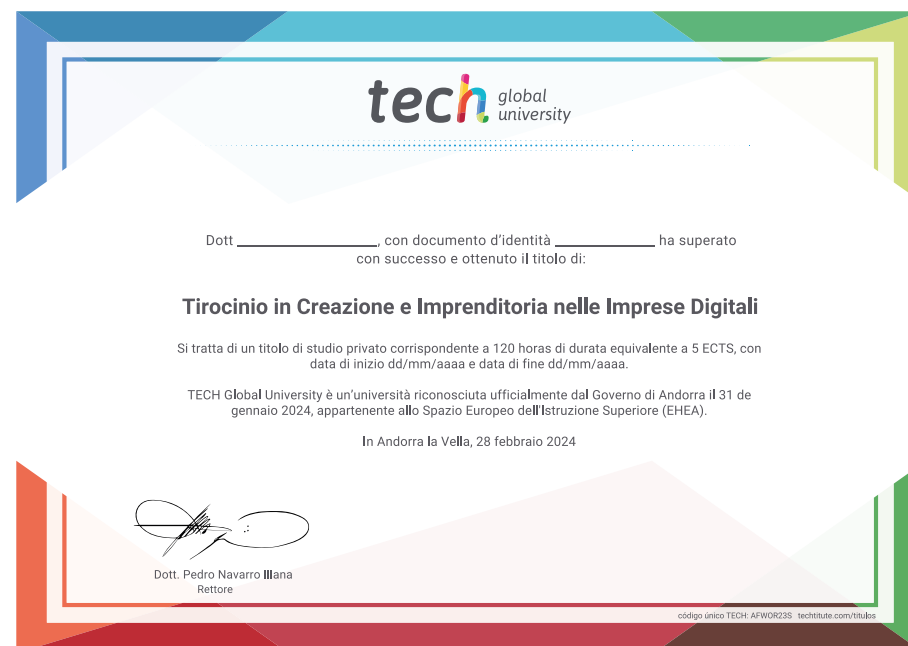 tech global
university
Dott ____________, con documento d'identità ____________ ha superato
con successo e ottenuto il titolo di:
Tirocinio in Creazione e Imprenditoria nelle Imprese Digitali
Si tratta di un titolo di studio privato corrispondente a 120 horas di durata equivalente a 5 ECTS, con
data di inizio dd/mm/aaaa e data di fine dd/mm/aaaa.
TECH Global University è un'università riconosciuta ufficialmente dal Governo di Andorra il 31 de
gennaio 2024, appartenente allo Spazio Europeo dell'Istruzione Superiore (EHEA).
In Andorra la Vella, 28 febbraio 2024
Dott. Pedro Navarro Illana
Rettore
código único TECH: AFWOR23S techtitute.com/titulos